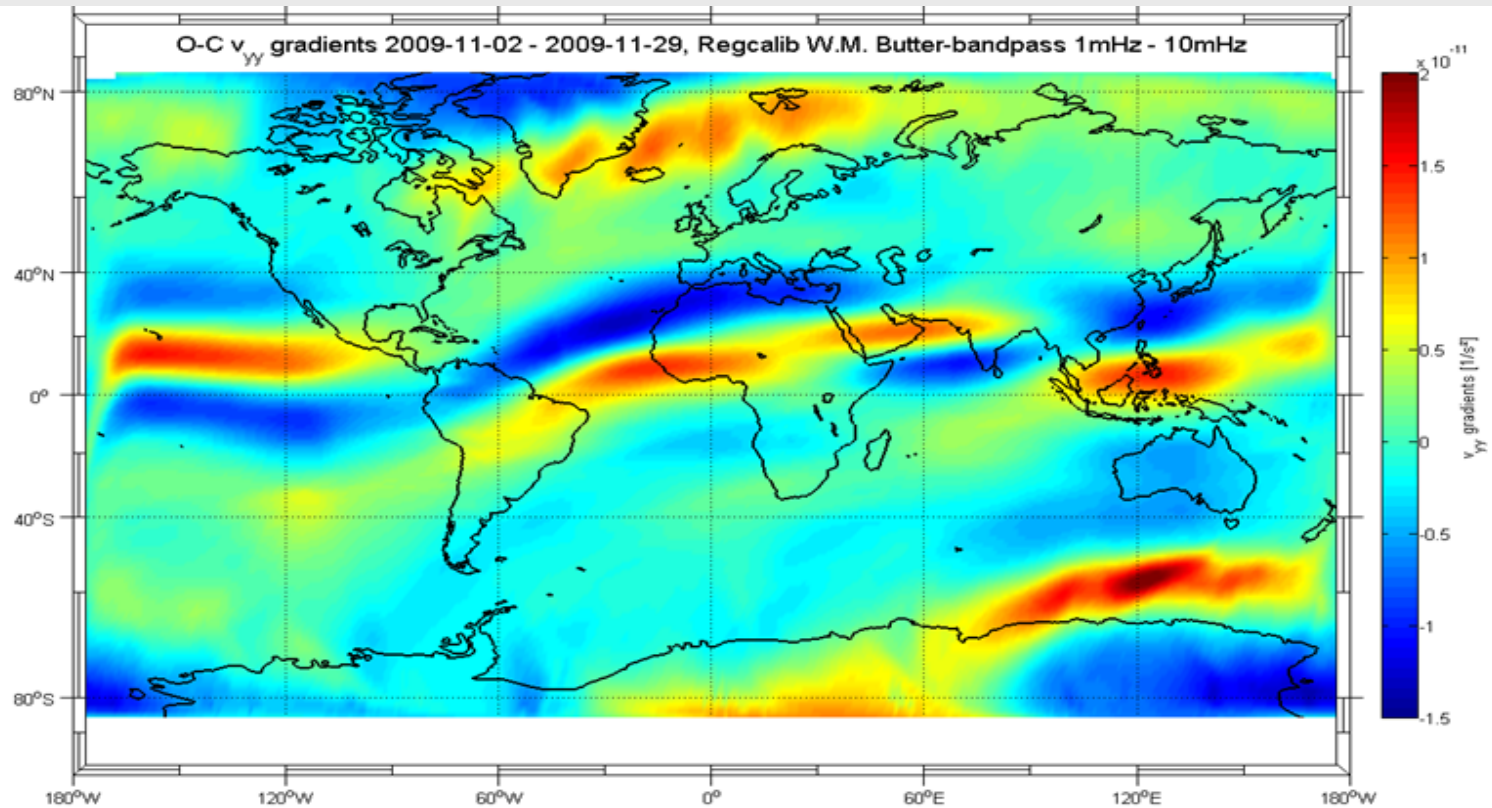 O-C v_yy gradients 2009-11-02 - 2009-11-29, Regcalib W.M. Butter-bandpass 1mHz - 10mHz
× 10^-11
80°N
40°N
0°
40°S
80°S
180°W
120°W
60°W
0°
60°E
120°E
180°W
2
1.5
1
0.5
0
-0.5
-1
-1.5
v_yy gradients [1/s²]